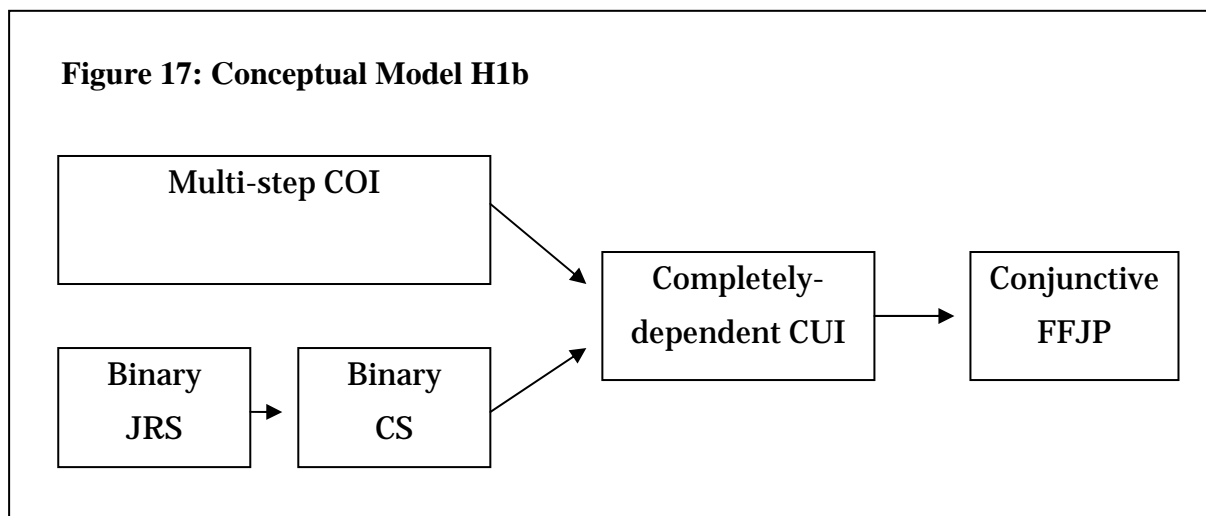 Figure 17: Conceptual Model H1b
Multi-step COI
Completely-
dependent CUI
Conjunctive
FFJP
Binary
JRS
Binary
CS